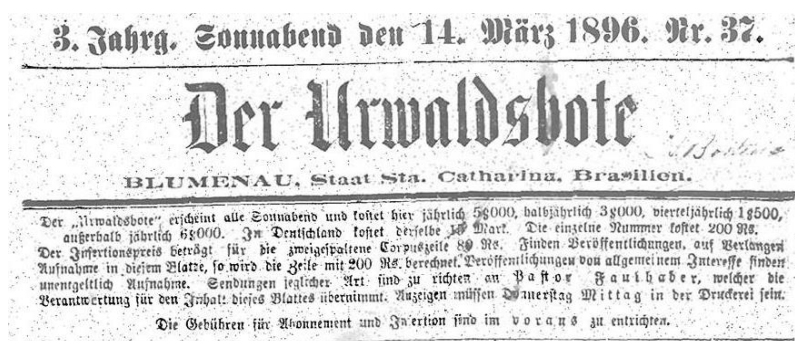 3. Jahrg. Sonnabend den 14. März 1896. Nr. 37.
Der Urwaldsbote
BLUMENAU, Staat Sta. Catharina, Brasilien.
Der „Urwaldsbote“ erscheint alle Sonnabend und kostet hier jährlich 5$000, halbjährlich 3$000, vierteljährlich 1$500,
außerhalb jährlich 6$000. In Deutschland kostet derselbe Mark. Die einzelne Nummer kostet 200 Rs.
Der Insertionspreis beträgt für die zweigespaltene Corpuszeile 80 Rs. Finden Veröffentlichungen, auf Verlangen
Aufnahme in diesem Blatte, so wird die Zeile mit 200 Rs. berechnet. Veröffentlichungen von allgemeinem Interesse finden
unentgeltlich Aufnahme. Sendungen jeglicher Art sind zu richten an Pastor Faulhaber, welcher die
Verantwortung für den Inhalt dieses Blattes übernimmt. Anzeigen müssen Donnerstag Mittag in der Druckerei sein.
Die Gebühren für Abonnement und Insertion sind im voraus zu entrichten.